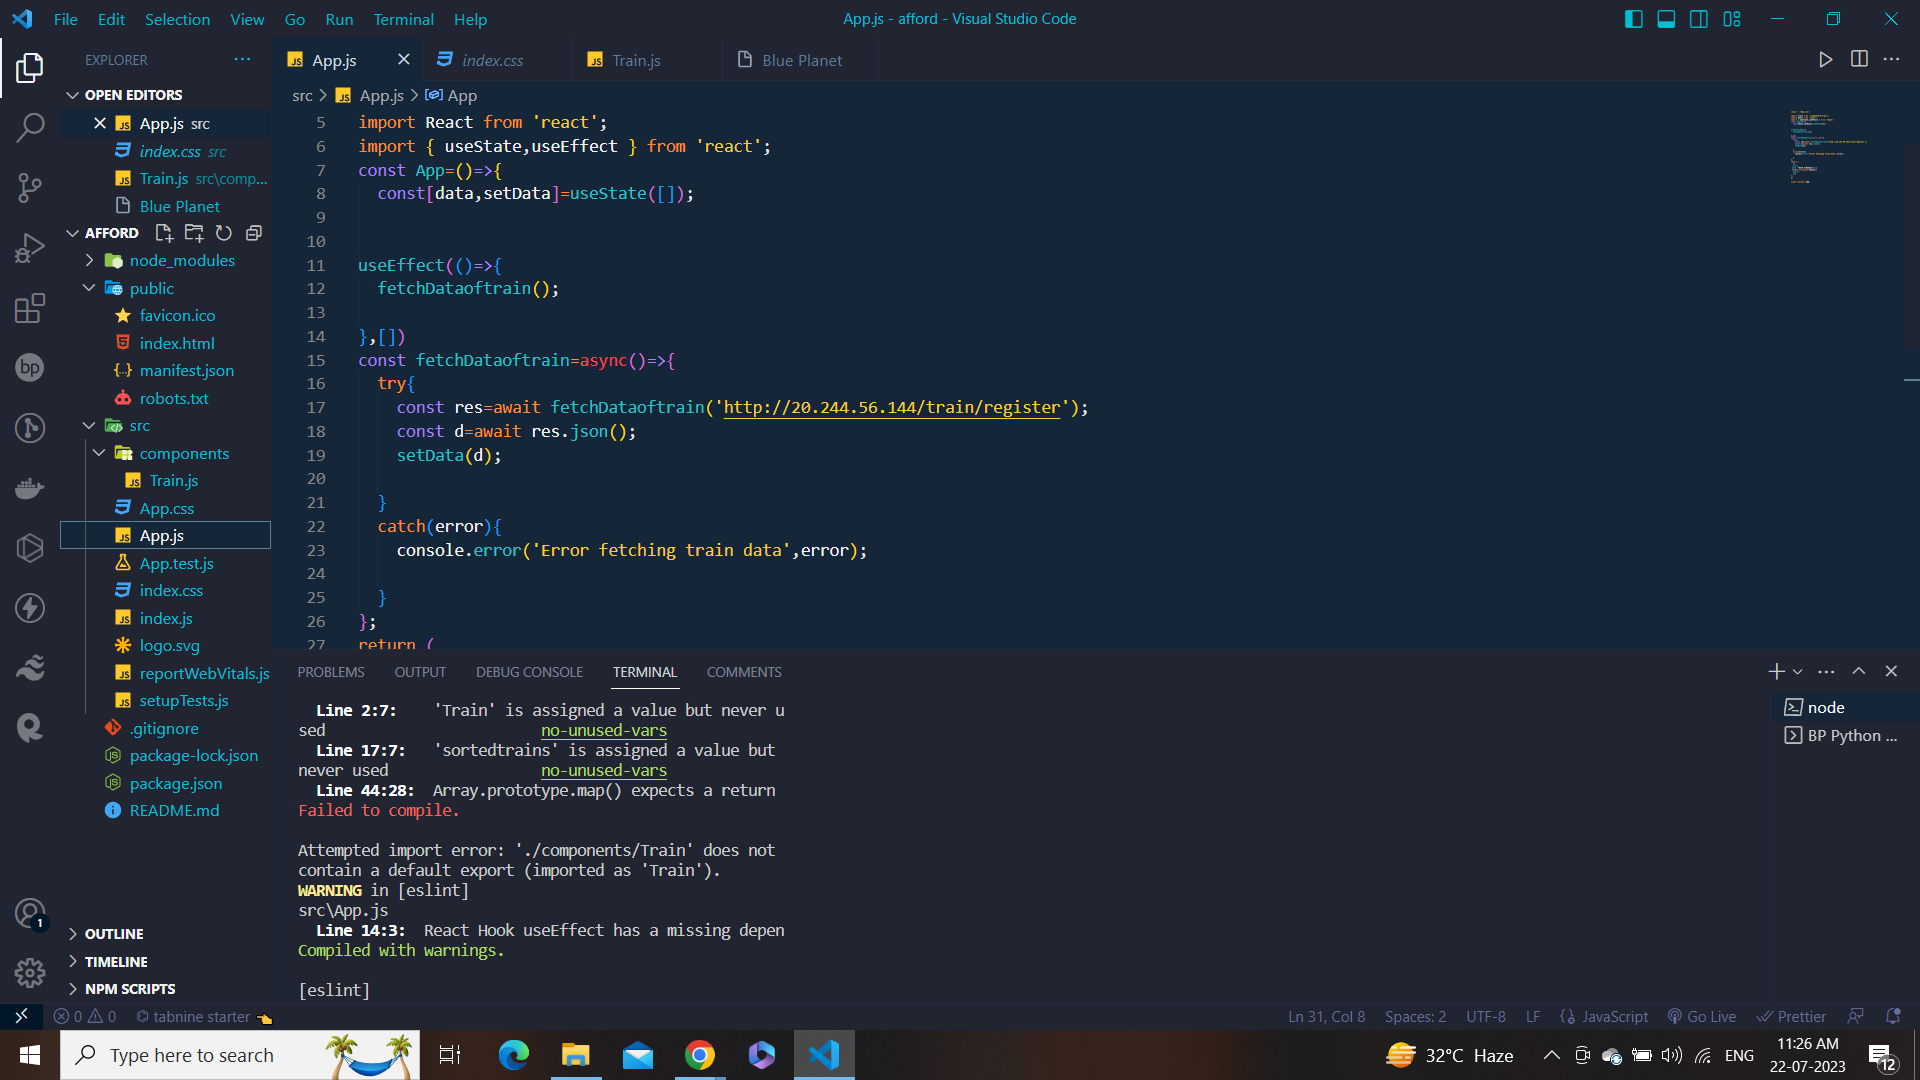 File Edit Selection View Go Run Terminal Help
App.js - afford - Visual Studio Code
EXPLORER
OPEN EDITORS
App.js src
index.css src
Train.js src\comp...
Blue Planet
AFFORD
node_modules
public
favicon.ico
index.html
manifest.json
robots.txt
src
components
Train.js
App.css
App.js
App.test.js
index.css
index.js
logo.svg
reportWebVitals.js
setupTests.js
.gitignore
package-lock.json
package.json
README.md
OUTLINE
TIMELINE
NPM SCRIPTS
bp
1
App.js index.css Train.js Blue Planet
src > App.js > App
5 import React from 'react';
6 import { useState,useEffect } from 'react';
7 const App=()=>{
8 const[data,setData]=useState([]);
9
10
11 useEffect(()=>{
12 fetchDataoftrain();
13
14 },[])
15 const fetchDataoftrain=async()=>{
16 try{
17 const res=await fetchDataoftrain('http://20.244.56.144/train/register');
18 const d=await res.json();
19 setData(d);
20
21 }
22 catch(error){
23 console.error('Error fetching train data',error);
24
25 }
26 };
27 return (
PROBLEMS OUTPUT DEBUG CONSOLE TERMINAL COMMENTS
Line 2:7: 'Train' is assigned a value but never u
sed no-unused-vars
Line 17:7: 'sortedtrains' is assigned a value but
never used no-unused-vars
Line 44:28: Array.prototype.map() expects a return
Failed to compile.
Attempted import error: './components/Train' does not
contain a default export (imported as 'Train').
WARNING in [eslint]
src\App.js
Line 14:3: React Hook useEffect has a missing depen
Compiled with warnings.
[eslint]
node
BP Python ...
0 0 tabnine starter
Ln 31, Col 8 Spaces: 2 UTF-8 LF JavaScript Go Live Prettier
Type here to search
32°C Haze
ENG
11:26 AM
22-07-2023
12